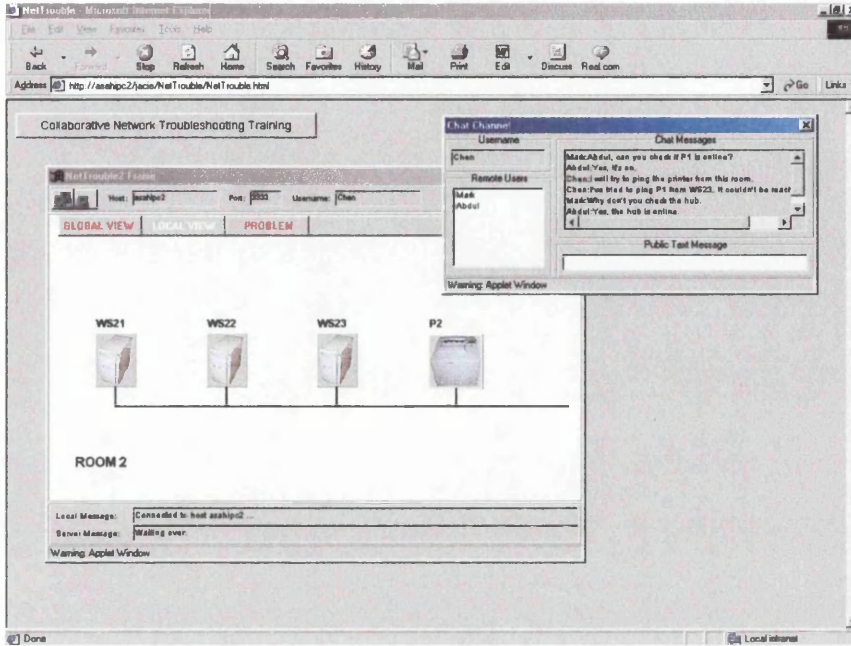 NetTrouble - Microsoft Internet Explorer
File Edit View Favorites Tools Help
Back Forward Stop Refresh Home Search Favorites History Mail Print Edit Discuss Real.com
Address http://asahipc2/jacie/NetTrouble/NetTrouble.html Go Links
Collaborative Network Troubleshooting Training
Chat Channel
Username
Chen
Remote Users
Mark
Abdul
Chat Messages
Mark:Abdul, can you check if P1 is online?
Abdul:Yes, it's on.
Chen:I will try to ping the printer from this room.
Chen:I've tried to ping P1 from WS23. It couldn't be react
Mark:Why don't you check the hub.
Abdul:Yes, the hub is online.
Public Text Message
Warning: Applet Window
NetTrouble2 Frame
Host: asahipc2 Port: 3333 Username: Chen
GLOBAL VIEW LOCAL VIEW PROBLEM
WS21 WS22 WS23 P2
ROOM 2
Local Message: Connected to host asahipc2 ...
Server Message: Waiting over.
Warning: Applet Window
Done Local intranet